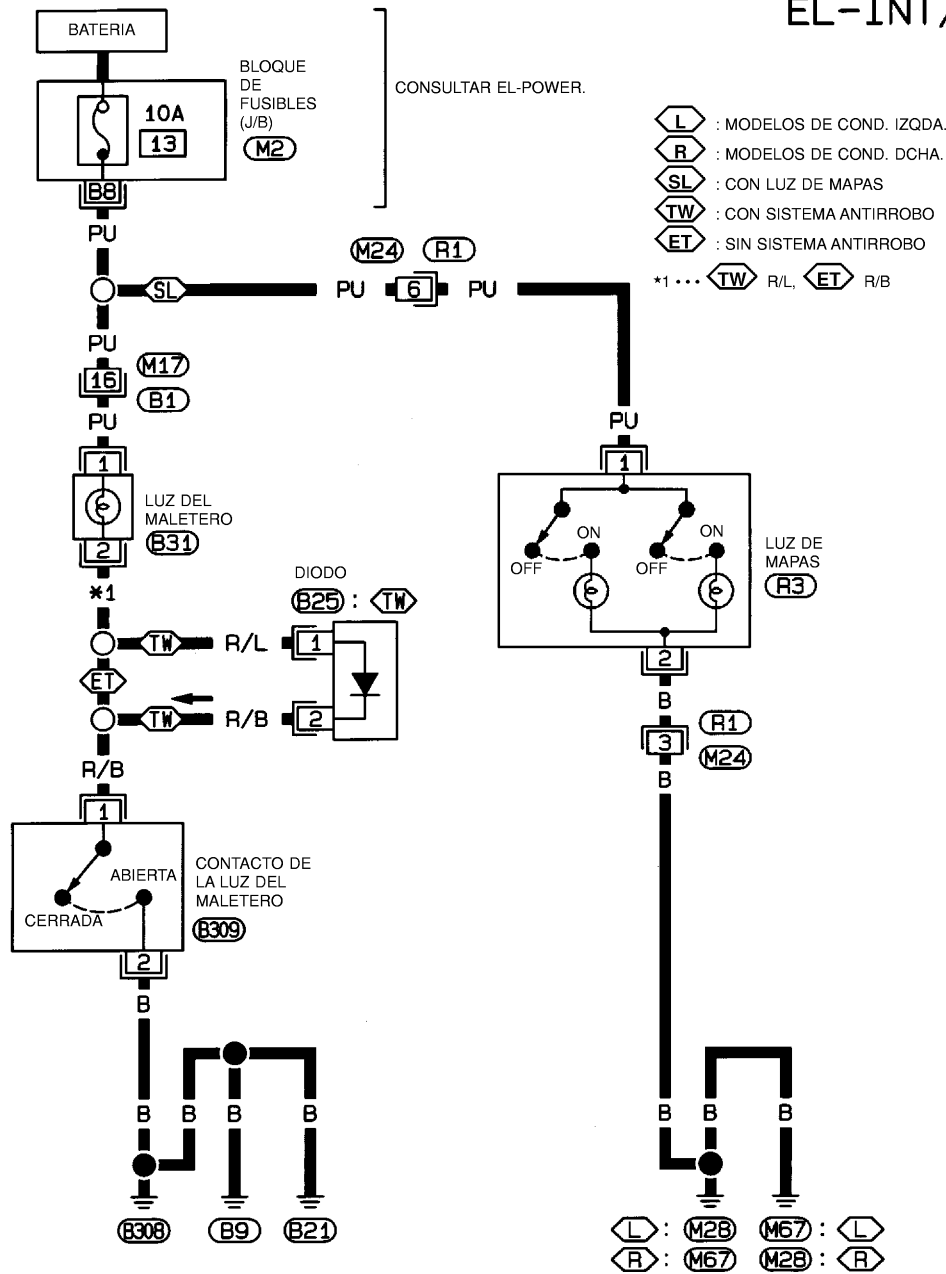 EL-INT/
BATERIA
BLOQUE
DE
FUSIBLES
(J/B)
M2
10A
13
B8
CONSULTAR EL-POWER.
L : MODELOS DE COND. IZQDA.
R : MODELOS DE COND. DCHA.
SL : CON LUZ DE MAPAS
TW : CON SISTEMA ANTIRROBO
ET : SIN SISTEMA ANTIRROBO
*1 ••• TW R/L, ET R/B
PU
SL
PU
M24 R1
6
PU
PU
16
M17
B1
PU
1
LUZ DEL
MALETERO
B31
2
*1
TW
R/L
ET
TW
R/B
DIODO
B25 : TW
1
2
R/B
1
ABIERTA
CERRADA
CONTACTO DE
LA LUZ DEL
MALETERO
B309
2
B
B
B
B
B
B308
B9
B21
PU
1
ON
OFF
ON
OFF
LUZ DE
MAPAS
R3
2
B
3
R1
M24
B
B
B
B
L : M28 M67 : L
R : M67 M28 : R